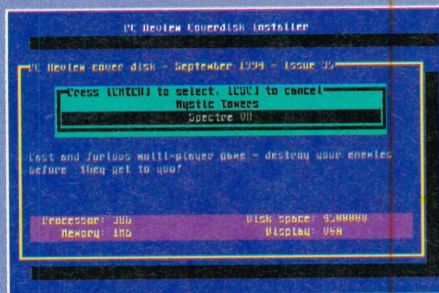 PC Review Coverdisk Installer
PC Review cover disk - September 1994 - Issue 35
Press [ENTER] to select, [ESC] to cancel
Mystic Towers
Spectre VR
Fast and furious multi-player game - destroy your enemies
before they get to you!
Processor: 386 Disk space:
Memory: 1Mb Display: VGA